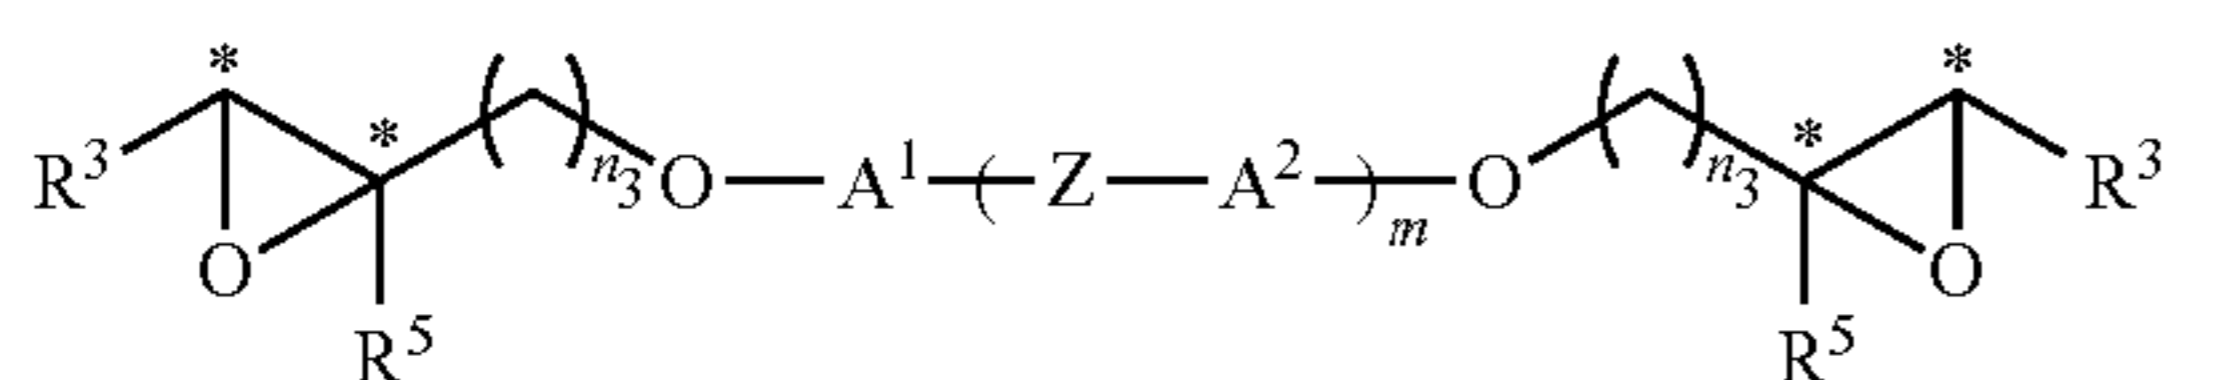 * *
* *
R³ n₃ O — A¹ —( Z — A² )ₘ— O n₃ R³
O O
R⁵ R⁵